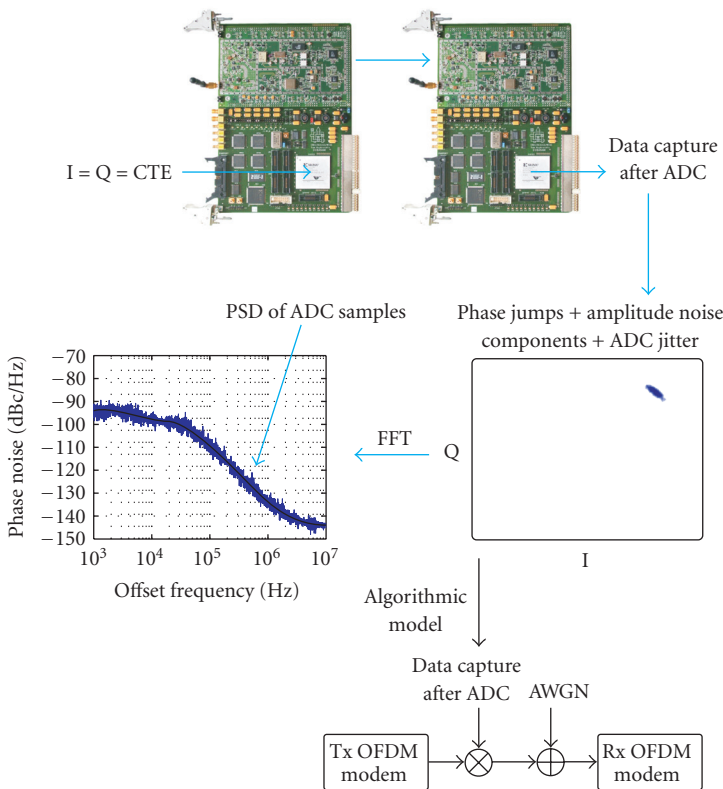 I = Q = CTE
Data capture
after ADC
PSD of ADC samples
Phase jumps + amplitude noise
components + ADC jitter
Phase noise (dBc/Hz)
−70
−80
−90
−100
−110
−120
−130
−140
−150
10³ 10⁴ 10⁵ 10⁶ 10⁷
Offset frequency (Hz)
FFT
Q
I
Algorithmic
model
Data capture
after ADC
AWGN
Tx OFDM
modem
Rx OFDM
modem